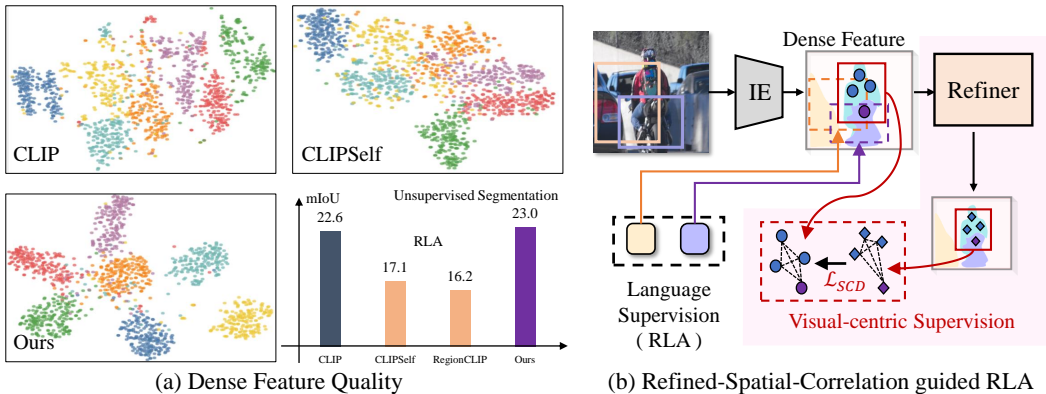 CLIP
CLIPSelf
Ours
mIoU
Unsupervised Segmentation
22.6
17.1
16.2
23.0
RLA
CLIP
CLIPSelf
RegionCLIP
Ours
(a) Dense Feature Quality
Dense Feature
IE
Refiner
Language
Supervision
( RLA )
ℒ_SCD
Visual-centric Supervision
(b) Refined-Spatial-Correlation guided RLA